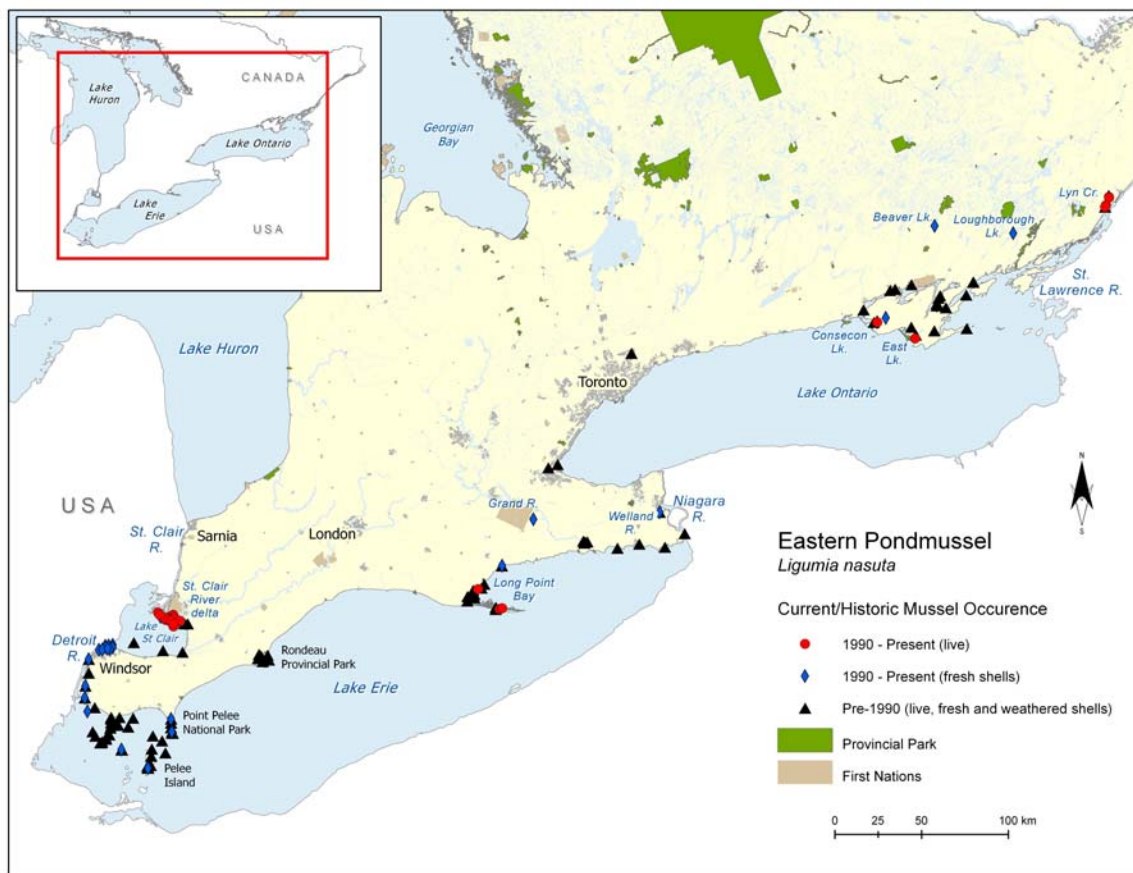 CANADA
Lake
Huron
Lake Ontario
Lake
Erie
USA
Georgian
Bay
Lyn Cr.
Beaver Lk.
Loughborough
Lk.
St.
Lawrence R.
Lake Huron
Consecon
Lk.
East
Lk.
Toronto
Lake Ontario
USA
Grand R.
Welland
R.
Niagara
R.
St. Clair
R.
Sarnia
London
St. Clair
River
delta
Long Point
Bay
Lake
St Clair
Detroit
R.
Windsor
Rondeau
Provincial Park
Lake Erie
Point Pelee
National Park
Pelee
Island
N
S
Eastern Pondmussel
Ligumia nasuta
Current/Historic Mussel Occurence
1990 - Present (live)
1990 - Present (fresh shells)
Pre-1990 (live, fresh and weathered shells)
Provincial Park
First Nations
0 25 50 100 km